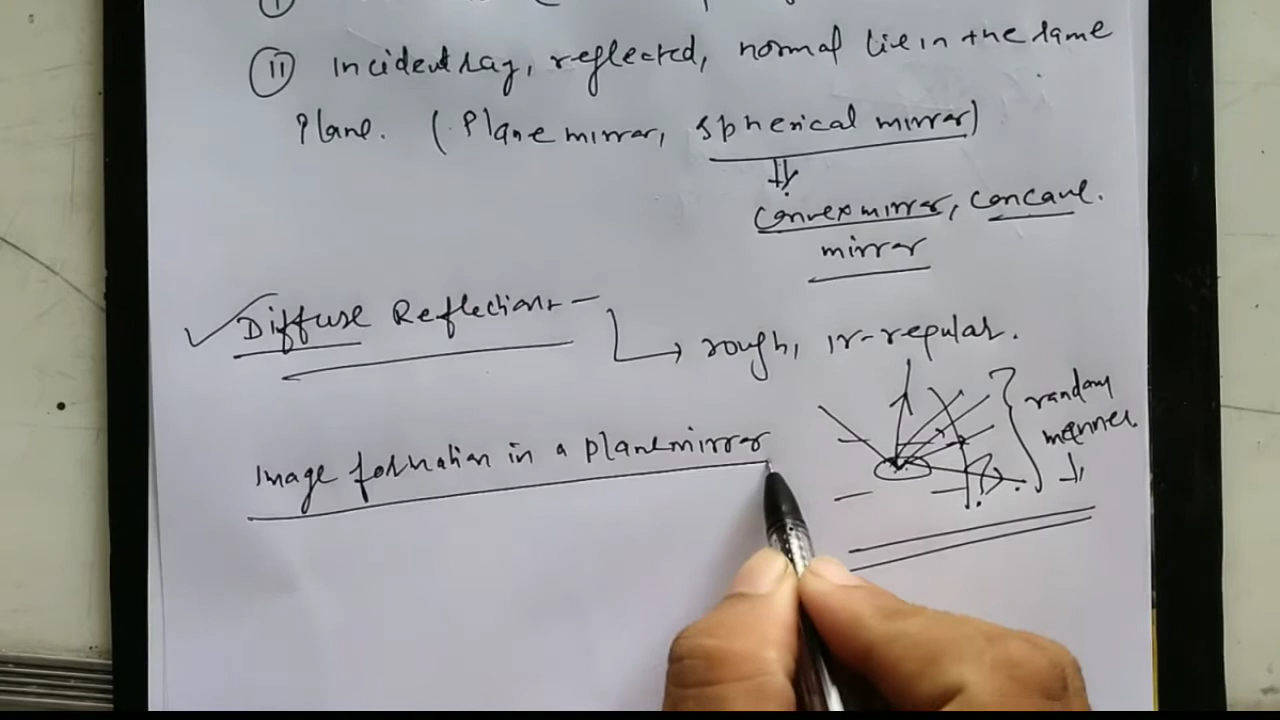 (ii) Incident ray, reflected, normal lie in the same
Plane. (Plane mirror, spherical mirror)
Convex mirror, concave.
mirror
Diffuse Reflection: -
rough, ir-regular.
random
manner
Image formation in a plane mirror